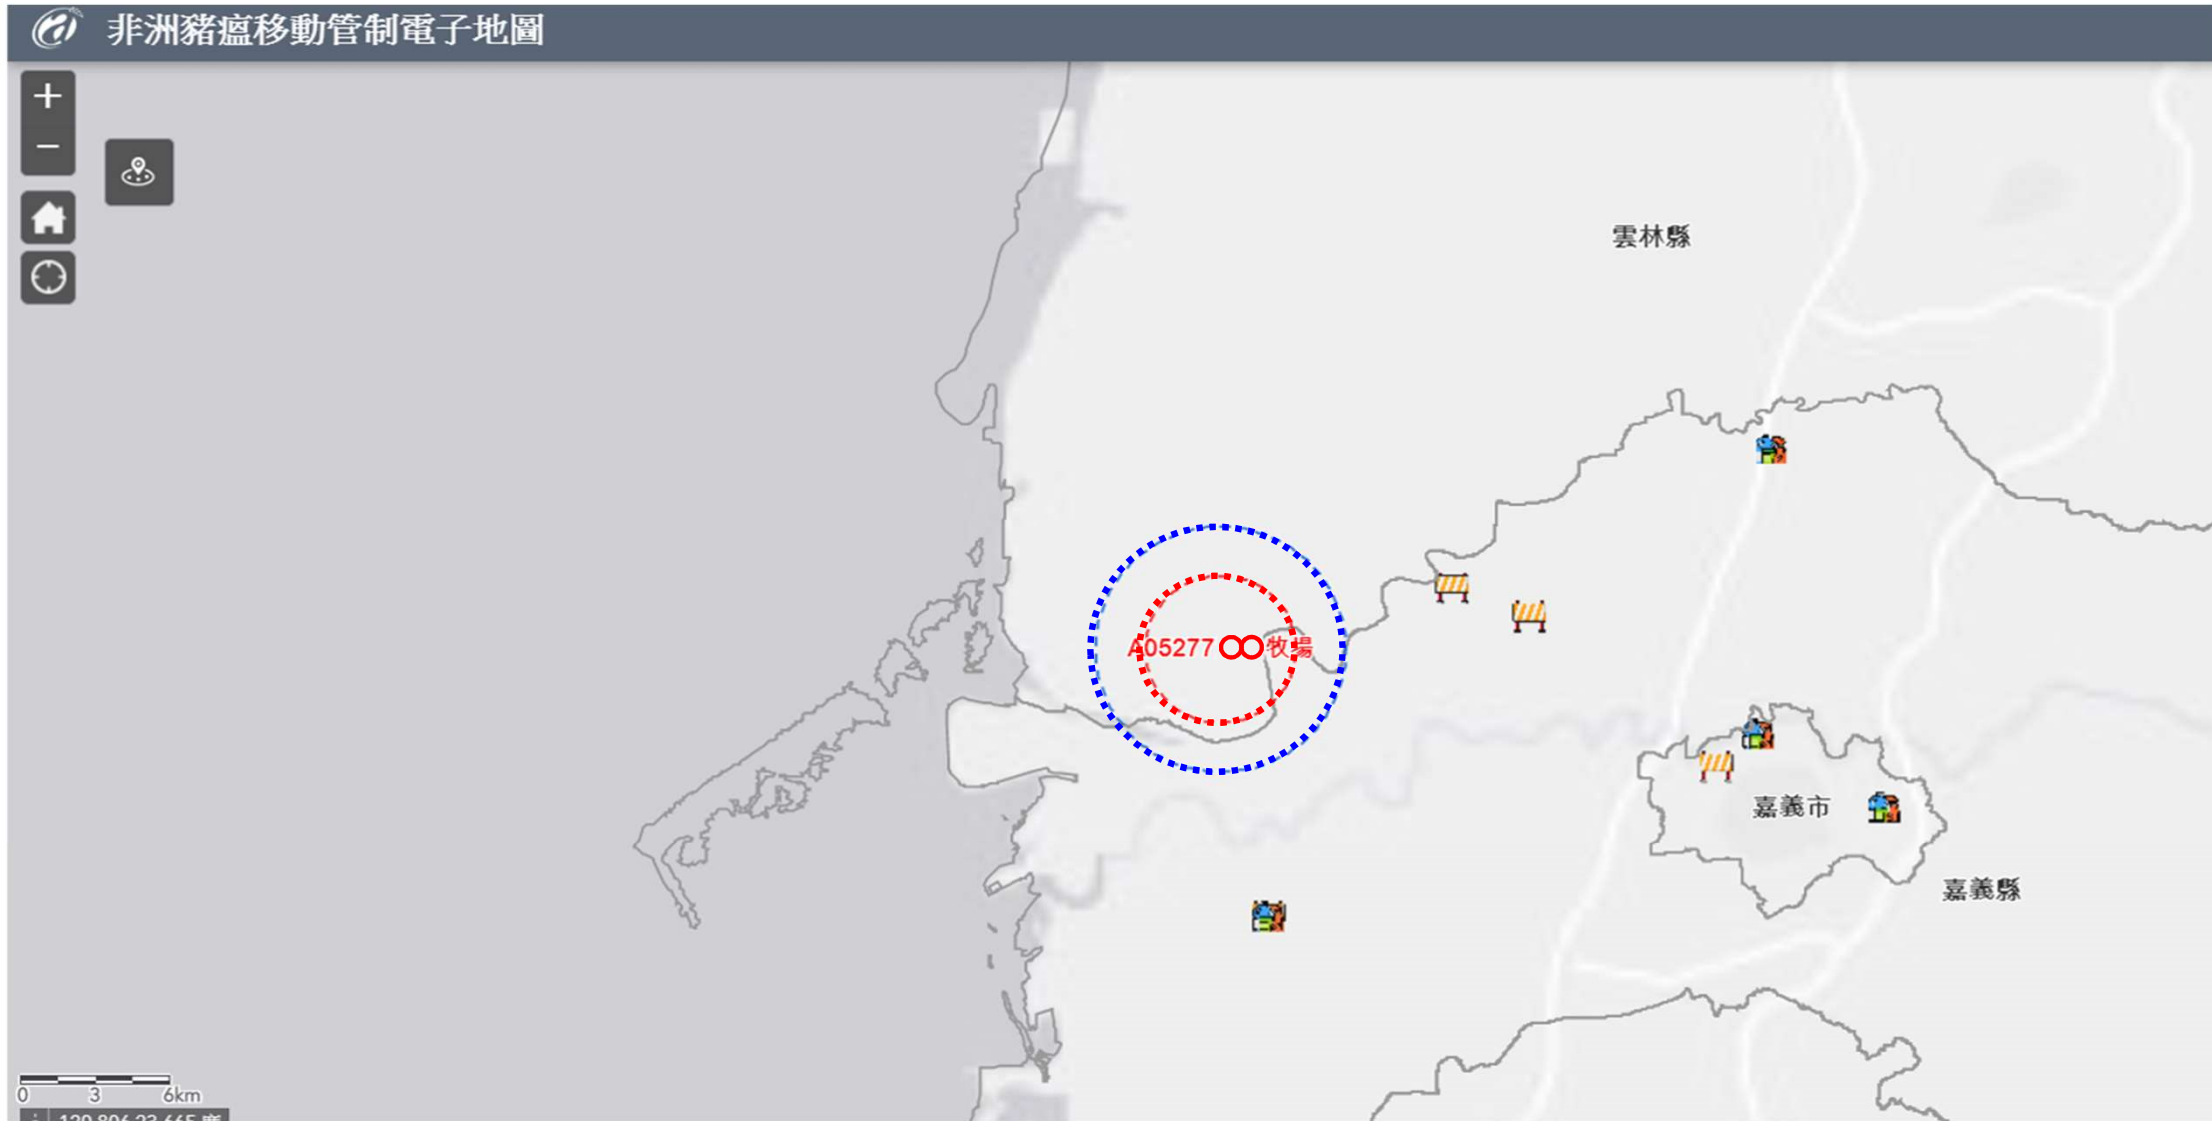 非洲豬瘟移動管制電子地圖
雲林縣
A05277 ○○ 牧場
嘉義市
嘉義縣
0 3 6km